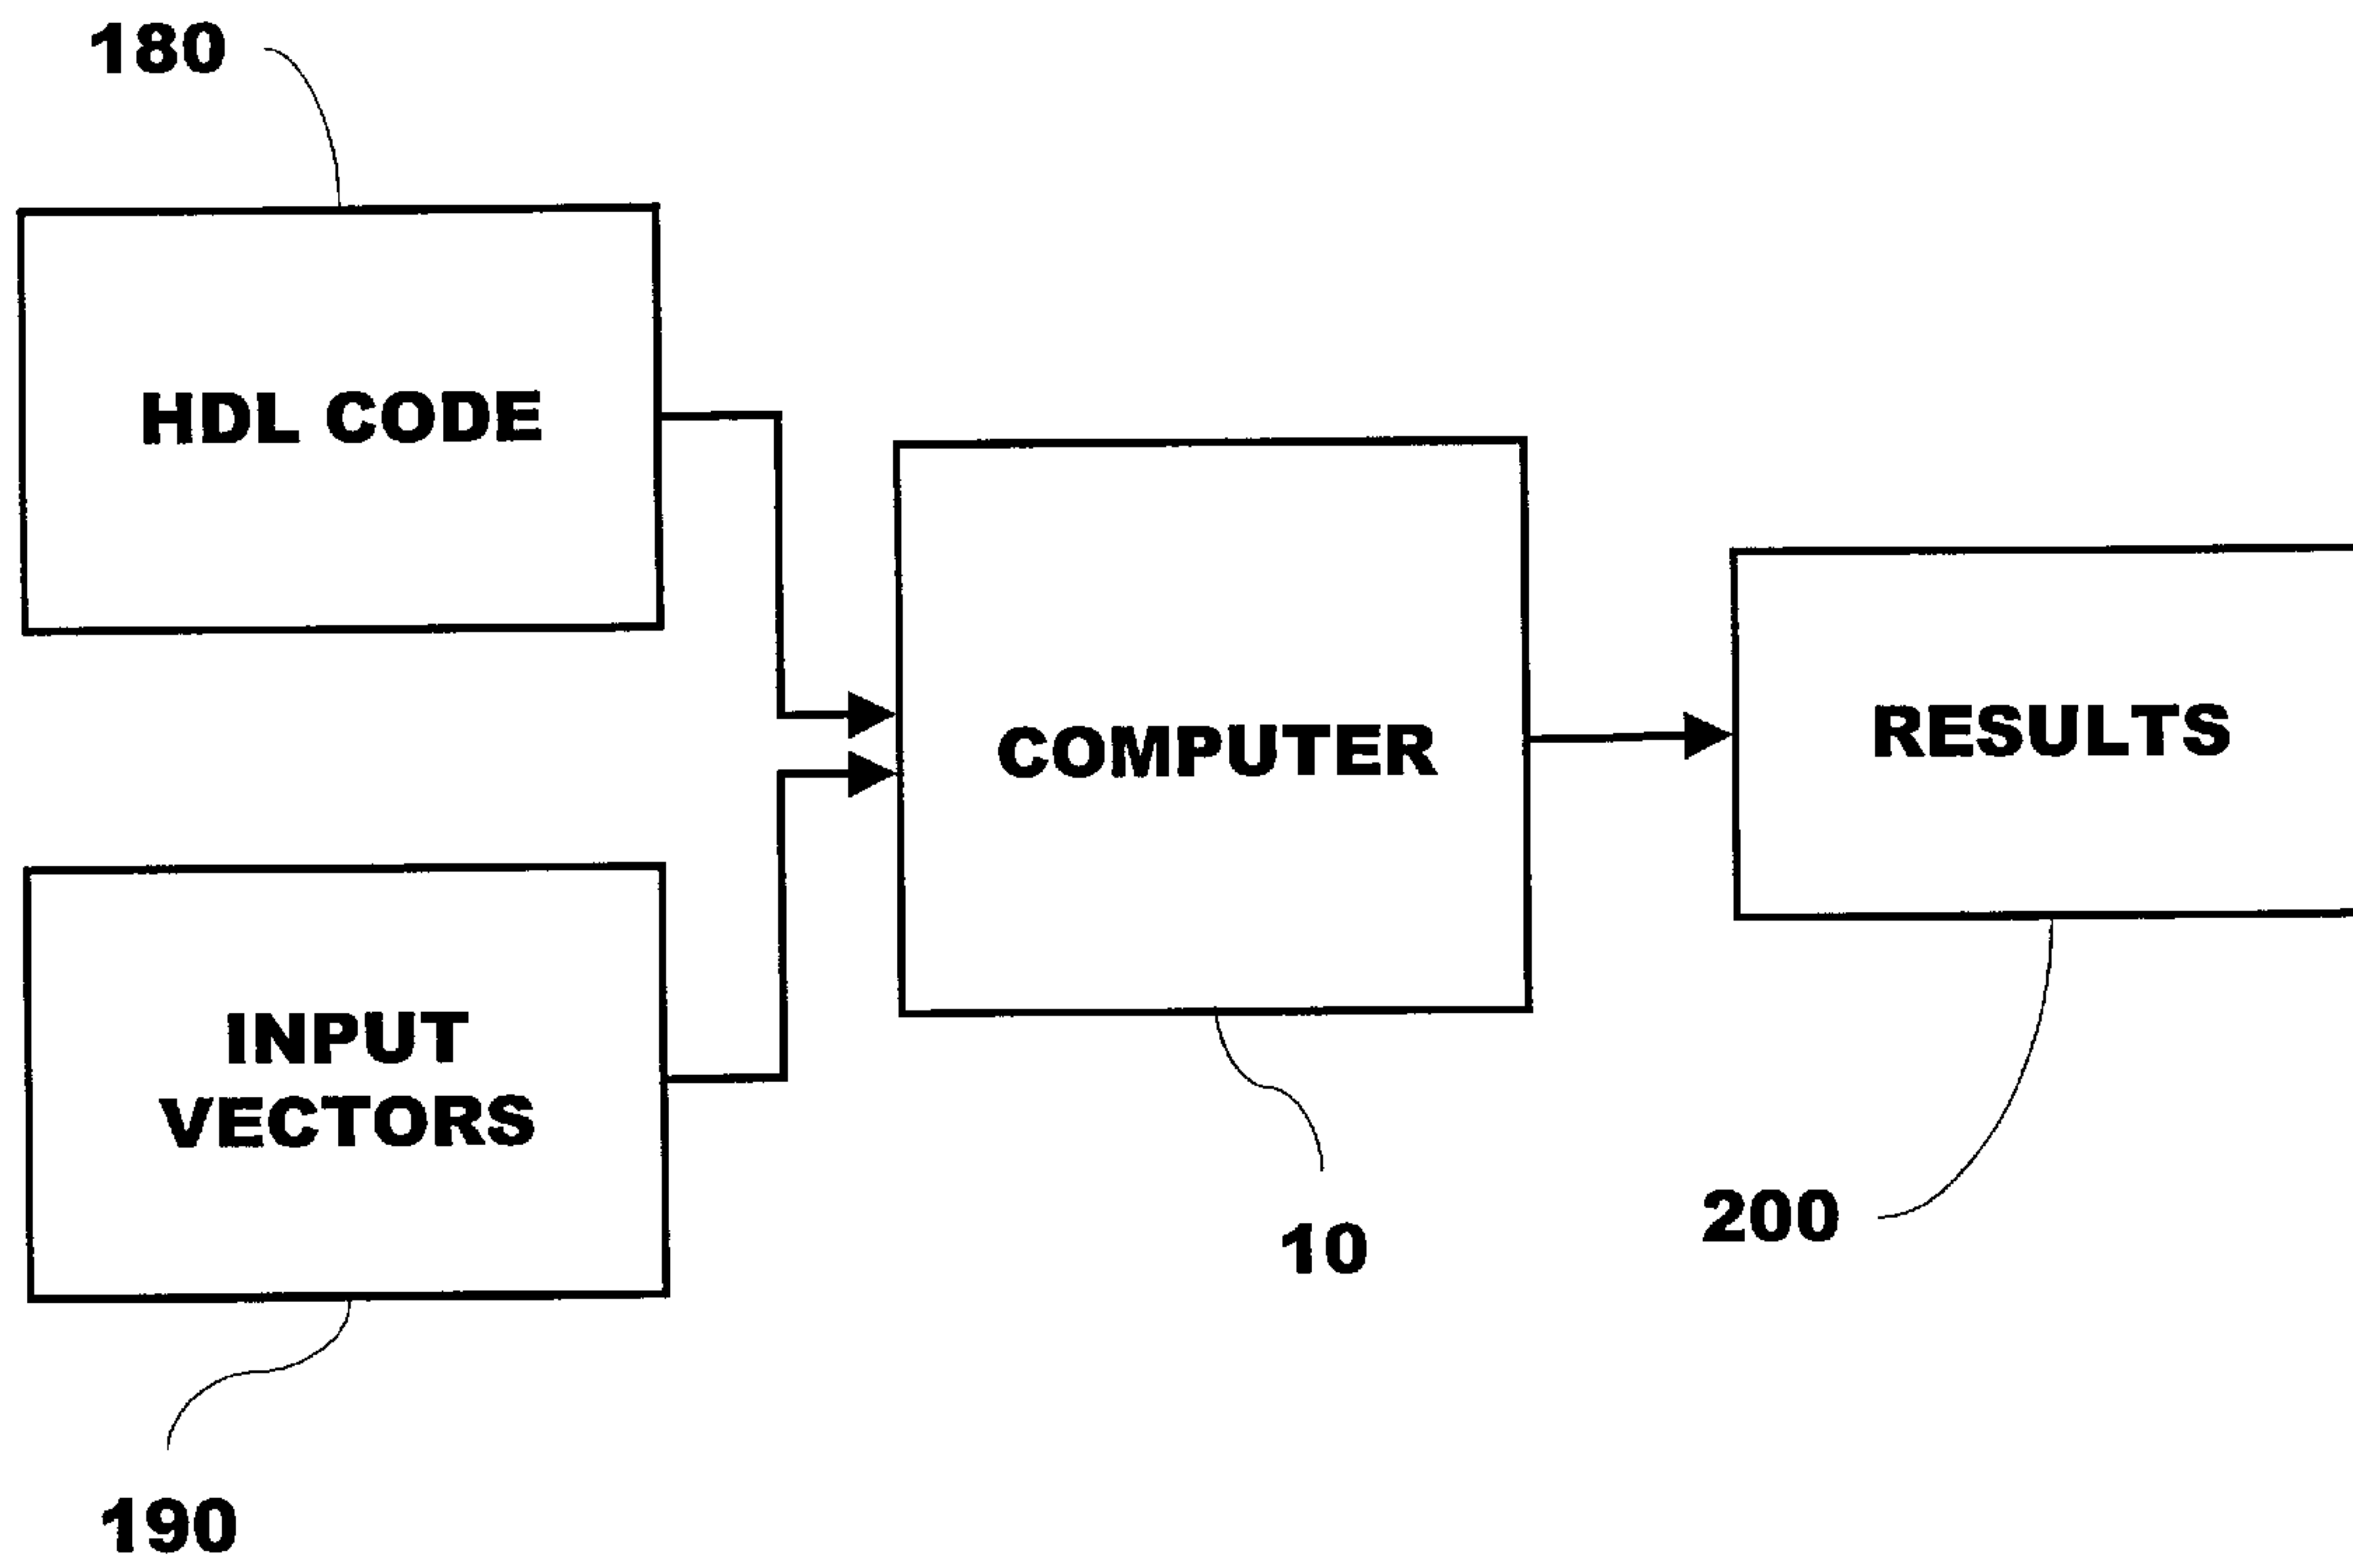 180
HDL CODE
COMPUTER
RESULTS
INPUT
VECTORS
10
200
190